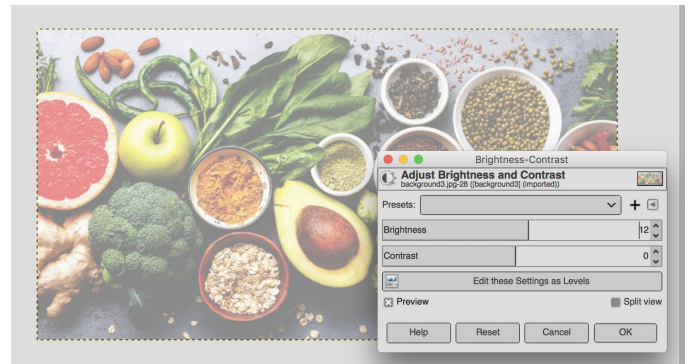 Brightness-Contrast
Adjust Brightness and Contrast
background3.jpg-28 ([background3] (imported))
Presets:
Brightness 12
Contrast 0
Edit these Settings as Levels
Preview Split view
Help Reset Cancel OK